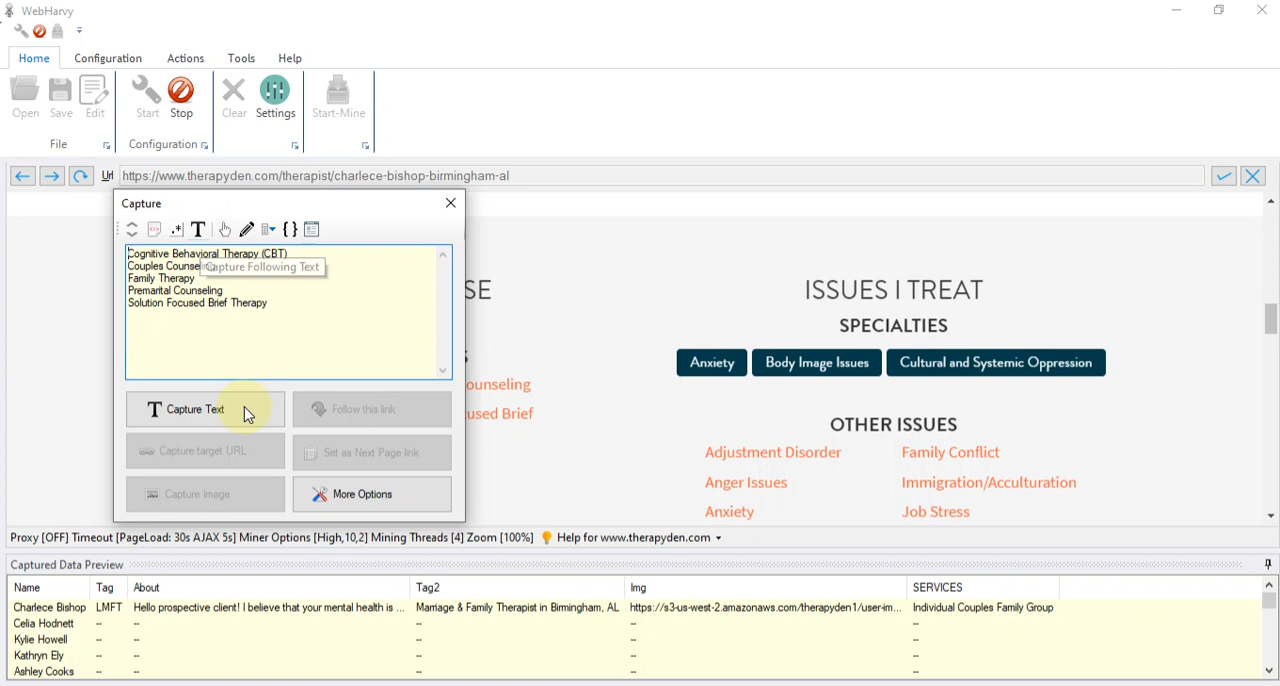 WebHarvy
Home Configuration Actions Tools Help
Open Save Edit Start Stop Clear Settings Start-Mine
File Configuration
Url https://www.therapyden.com/therapist/charlece-bishop-birmingham-al
Capture
Cognitive Behavioral Therapy (CBT)
Couples Counse
Capture Following Text
Family Therapy
Premarital Counseling
Solution Focused Brief Therapy
Capture Text Follow this link
Capture target URL Set as Next Page link
Capture Image More Options
SE
ounseling
used Brief
ISSUES I TREAT
SPECIALTIES
Anxiety Body Image Issues Cultural and Systemic Oppression
OTHER ISSUES
Adjustment Disorder Family Conflict
Anger Issues Immigration/Acculturation
Anxiety Job Stress
Proxy [OFF] Timeout [PageLoad: 30s AJAX 5s] Miner Options [High,10,2] Mining Threads [4] Zoom [100%] Help for www.therapyden.com
Captured Data Preview
Name Tag About Tag2 Img SERVICES
Charlece Bishop LMFT Hello prospective client! I believe that your mental health is ... Marriage & Family Therapist in Birmingham, AL https://s3-us-west-2.amazonaws.com/therapyden1/user-im... Individual Couples Family Group
Celia Hodnett -- -- -- -- --
Kylie Howell -- -- -- -- --
Kathryn Ely -- -- -- -- --
Ashley Cooks -- -- -- -- --